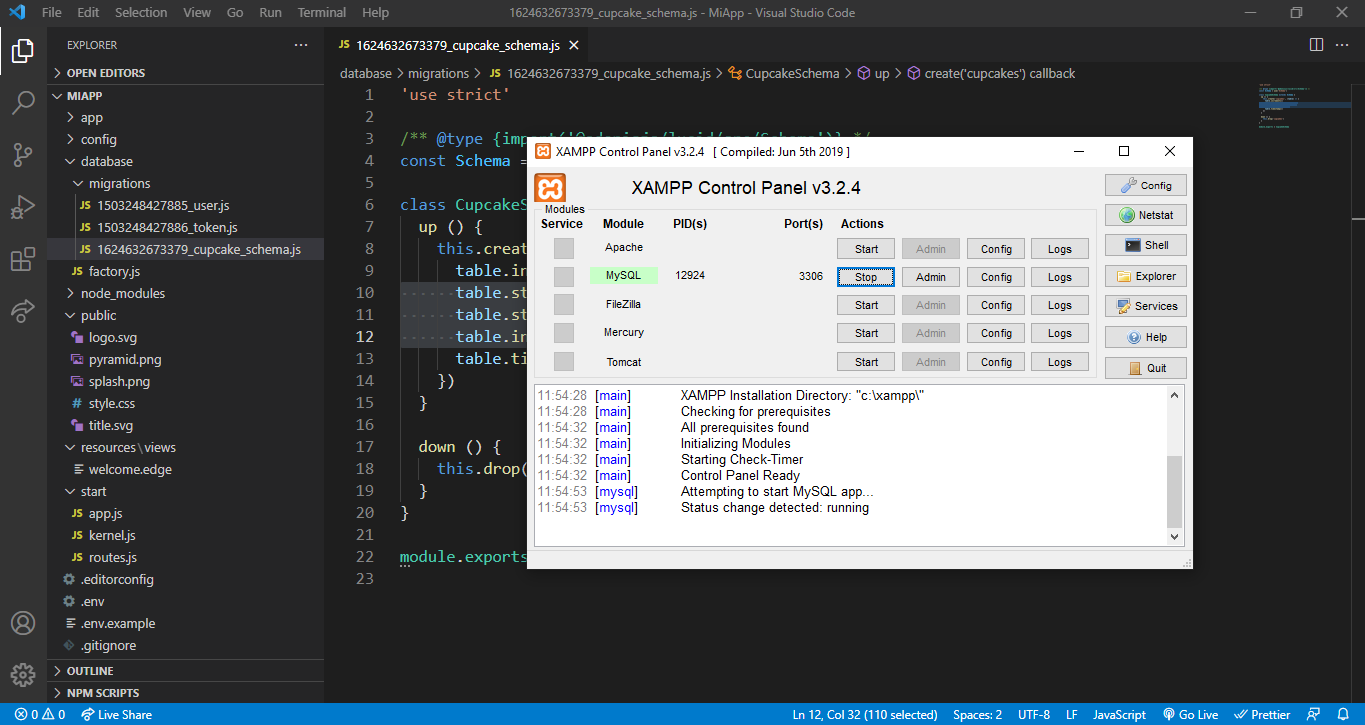 File Edit Selection View Go Run Terminal Help 1624632673379_cupcake_schema.js - MiApp - Visual Studio Code
EXPLORER ···
OPEN EDITORS
MIAPP
app
config
database
migrations
JS 1503248427885_user.js
JS 1503248427886_token.js
JS 1624632673379_cupcake_schema.js
JS factory.js
node_modules
public
logo.svg
pyramid.png
splash.png
# style.css
title.svg
resources\views
welcome.edge
start
JS app.js
JS kernel.js
JS routes.js
.editorconfig
.env
.env.example
.gitignore
OUTLINE
NPM SCRIPTS
JS 1624632673379_cupcake_schema.js
database > migrations > JS 1624632673379_cupcake_schema.js > CupcakeSchema > up > create('cupcakes') callback
1 'use strict'
2
3 /** @type {import('@adonisjs/lucid/src/Schema')} */
4 const Schema =
5
6 class CupcakeS
7 up () {
8 this.creat
9 table.in
10 table.st
11 table.st
12 table.in
13 table.ti
14 })
15 }
16
17 down () {
18 this.drop(
19 }
20 }
21
22 module.exports
23
XAMPP Control Panel v3.2.4 [ Compiled: Jun 5th 2019 ]
XAMPP Control Panel v3.2.4
Modules
Service Module PID(s) Port(s) Actions
Apache Start Admin Config Logs
MySQL 12924 3306 Stop Admin Config Logs
FileZilla Start Admin Config Logs
Mercury Start Admin Config Logs
Tomcat Start Admin Config Logs
Config
Netstat
Shell
Explorer
Services
Help
Quit
11:54:28 [main] XAMPP Installation Directory: "c:\xampp\"
11:54:28 [main] Checking for prerequisites
11:54:32 [main] All prerequisites found
11:54:32 [main] Initializing Modules
11:54:32 [main] Starting Check-Timer
11:54:32 [main] Control Panel Ready
11:54:53 [mysql] Attempting to start MySQL app...
11:54:53 [mysql] Status change detected: running
0 0 Live Share Ln 12, Col 32 (110 selected) Spaces: 2 UTF-8 LF JavaScript Go Live Prettier